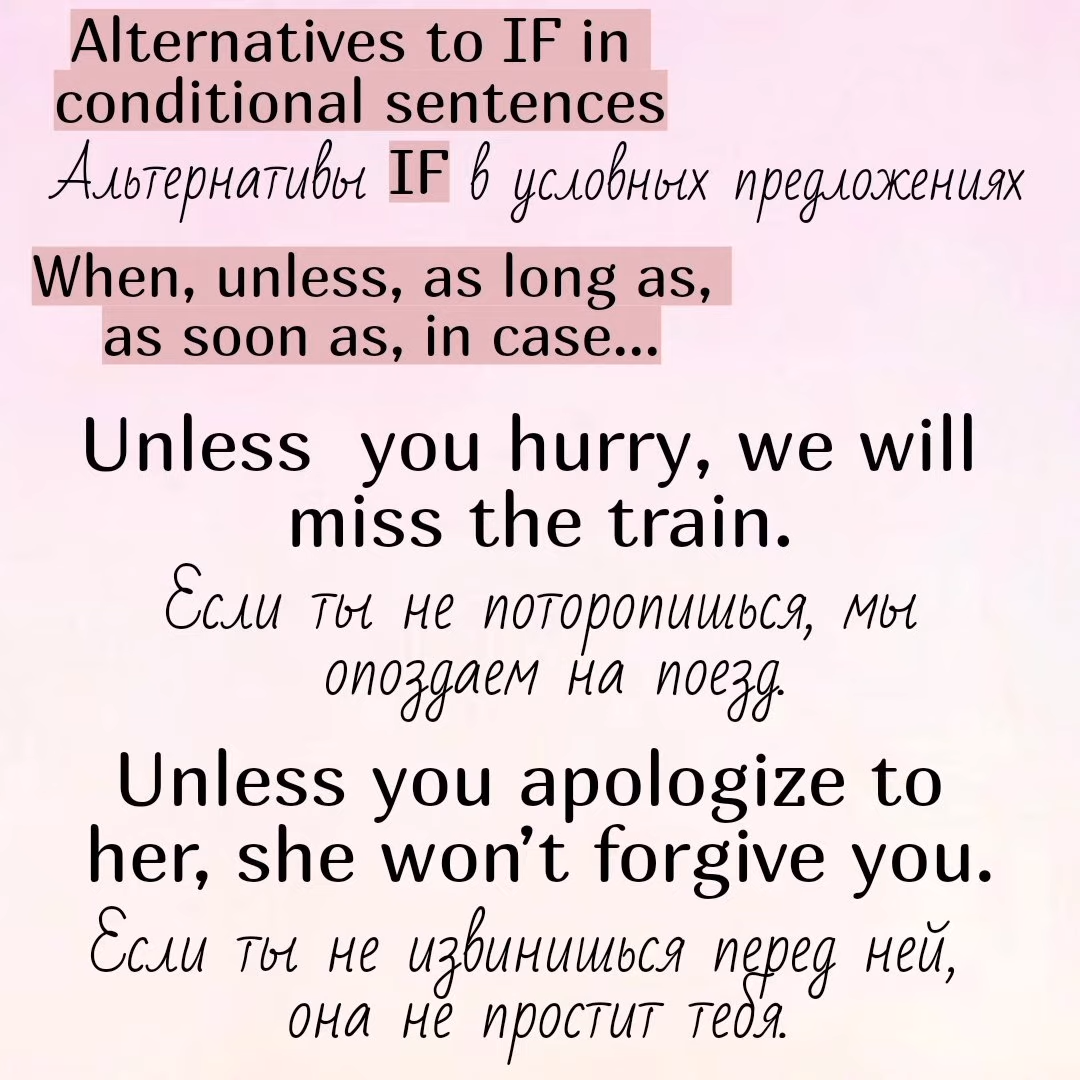 Alternatives to IF in
conditional sentences
Альтернативы IF в условных предложениях
When, unless, as long as,
as soon as, in case...
Unless you hurry, we will
miss the train.
Если ты не поторопишься, мы
опоздаем на поезд.
Unless you apologize to
her, she won’t forgive you.
Если ты не извинишься перед ней,
она не простит тебя.